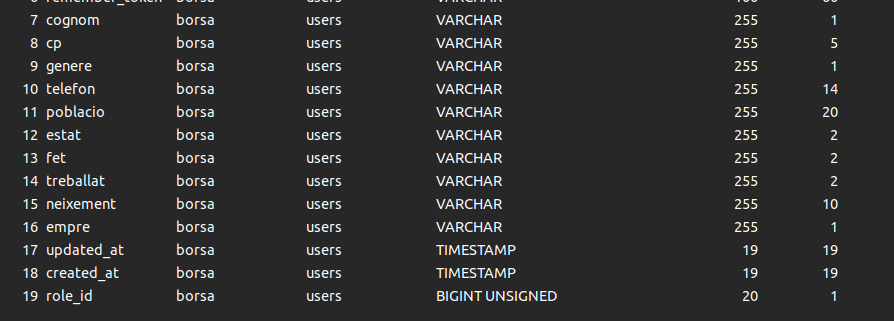 6 remember_token borsa users VARCHAR 100 60
7 cognom borsa users VARCHAR 255 1
8 cp borsa users VARCHAR 255 5
9 genere borsa users VARCHAR 255 1
10 telefon borsa users VARCHAR 255 14
11 poblacio borsa users VARCHAR 255 20
12 estat borsa users VARCHAR 255 2
13 fet borsa users VARCHAR 255 2
14 treballat borsa users VARCHAR 255 2
15 neixement borsa users VARCHAR 255 10
16 empre borsa users VARCHAR 255 1
17 updated_at borsa users TIMESTAMP 19 19
18 created_at borsa users TIMESTAMP 19 19
19 role_id borsa users BIGINT UNSIGNED 20 1